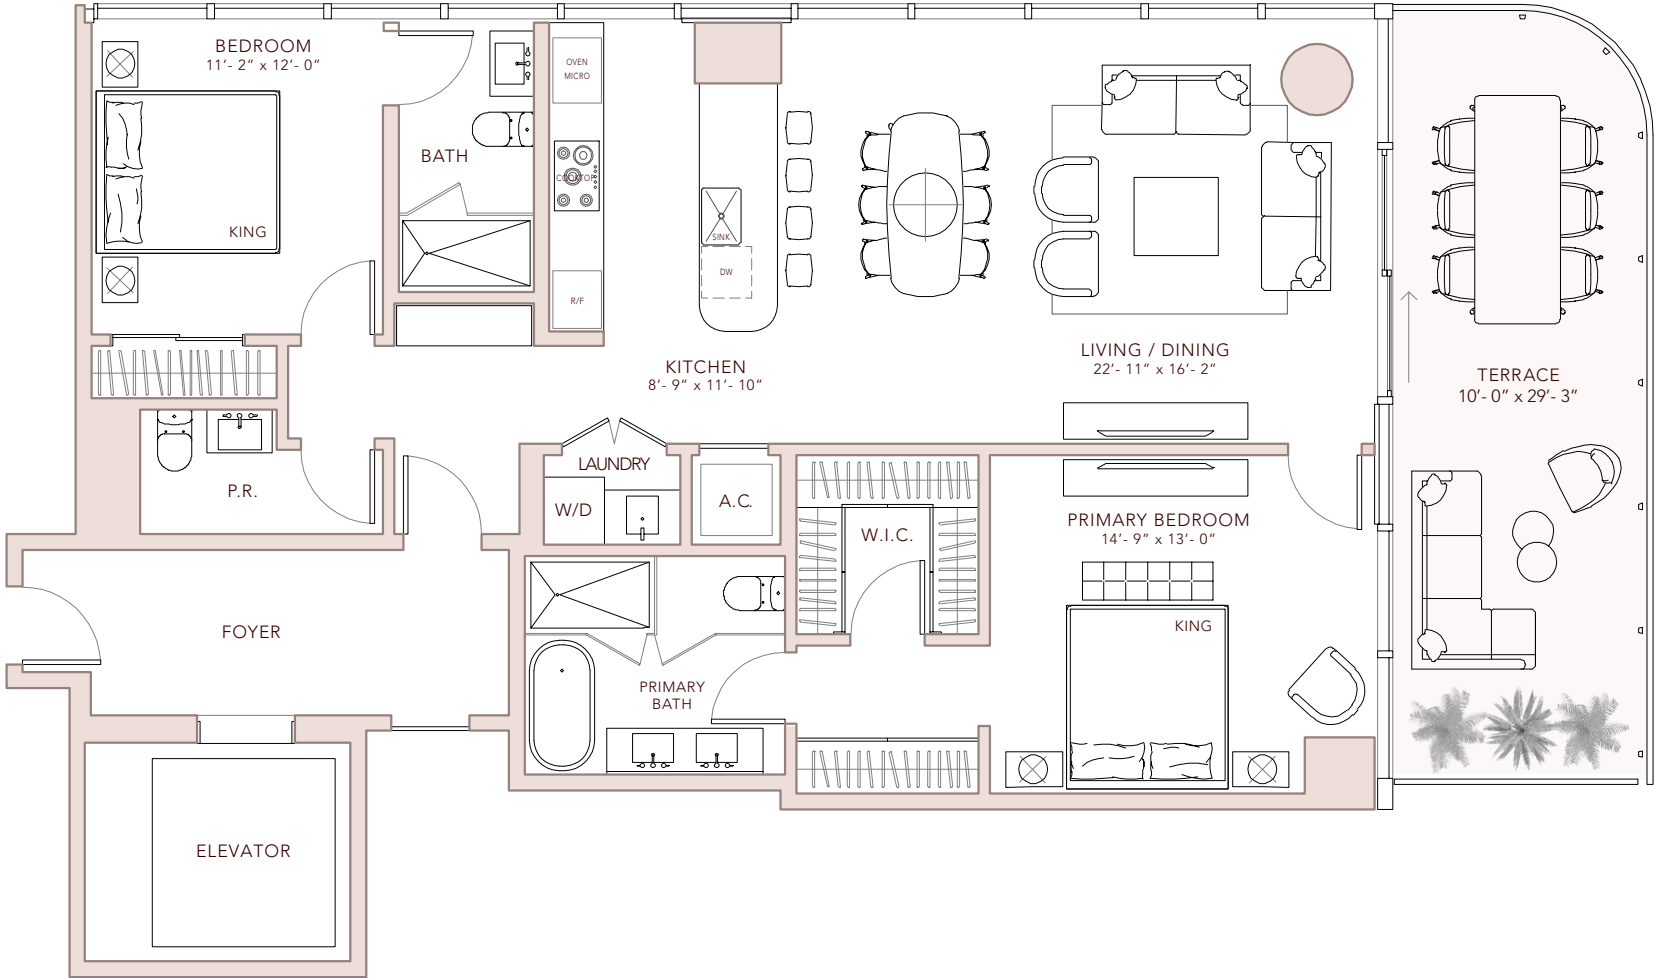 BEDROOM
11'- 2" x 12'- 0"
KING
BATH
OVEN
MICRO
COOKTOP
R/F
SINK
DW
KITCHEN
8'- 9" x 11'- 10"
LIVING / DINING
22'- 11" x 16'- 2"
TERRACE
10'- 0" x 29'- 3"
P.R.
LAUNDRY
W/D
A.C.
W.I.C.
PRIMARY BEDROOM
14'- 9" x 13'- 0"
KING
FOYER
PRIMARY
BATH
ELEVATOR